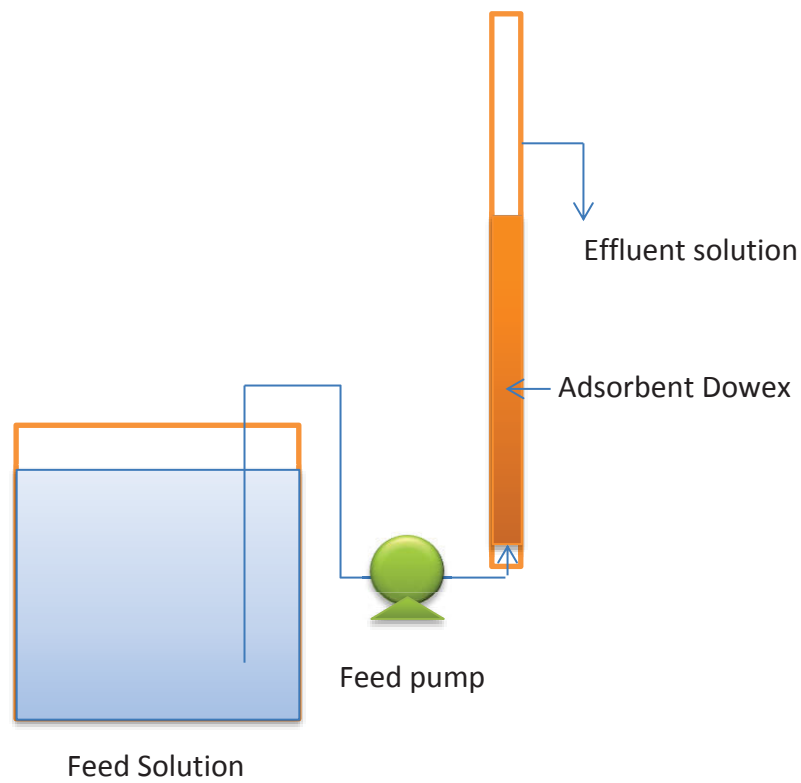 Effluent solution
Adsorbent Dowex
Feed pump
Feed Solution